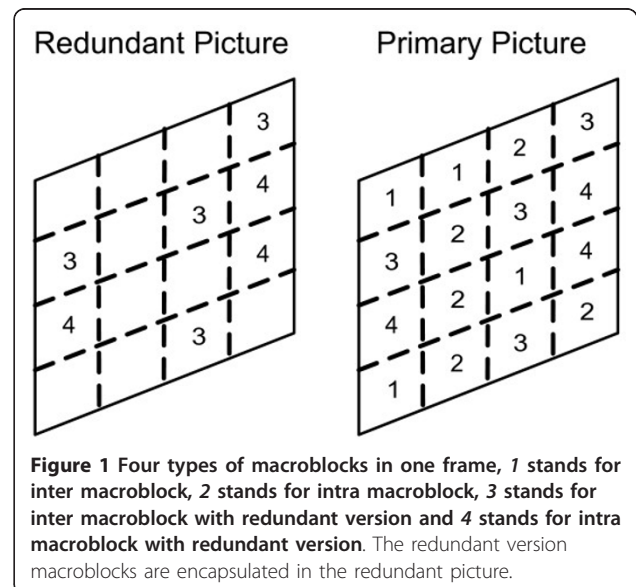 Redundant Picture
3
3 3 4
4 4
3
Primary Picture
1 1 2 3
3 2 3 4
4 2 1 4
1 2 3 2
Figure 1 Four types of macroblocks in one frame, 1 stands for
inter macroblock, 2 stands for intra macroblock, 3 stands for
inter macroblock with redundant version and 4 stands for intra
macroblock with redundant version. The redundant version
macroblocks are encapsulated in the redundant picture.